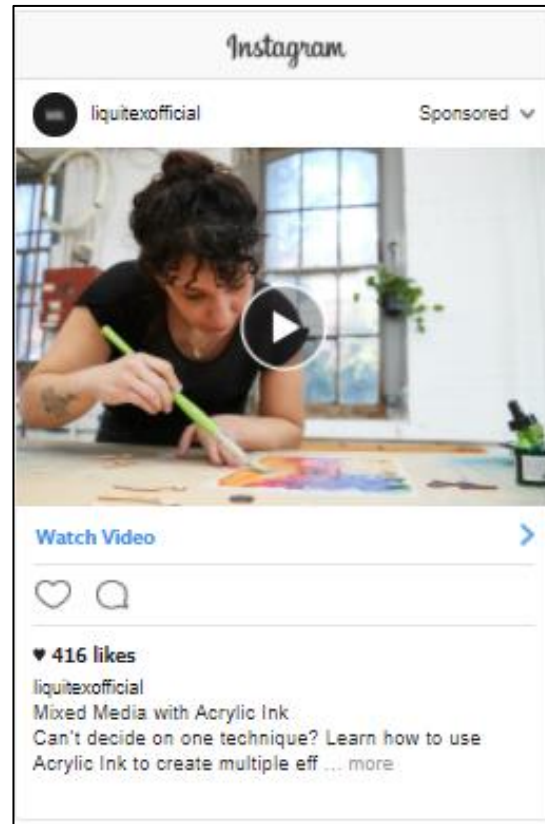 Instagram
liquitexofficial Sponsored
Watch Video
♥ 416 likes
liquitexofficial
Mixed Media with Acrylic Ink
Can't decide on one technique? Learn how to use
Acrylic Ink to create multiple eff ... more